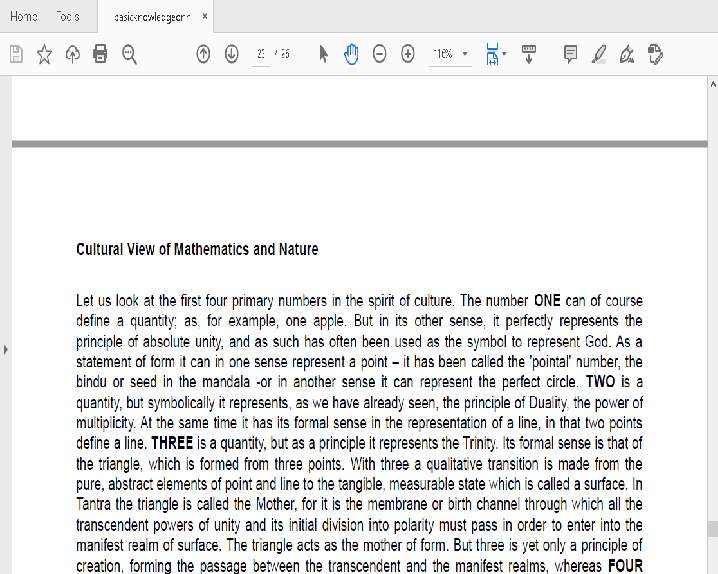 Home Tools basicknowledgeonn ×
/ 96
116%
Cultural View of Mathematics and Nature
Let us look at the first four primary numbers in the spirit of culture. The number ONE can of course
define a quantity; as, for example, one apple. But in its other sense, it perfectly represents the
principle of absolute unity, and as such has often been used as the symbol to represent God. As a
statement of form it can in one sense represent a point – it has been called the 'pointal' number, the
bindu or seed in the mandala -or in another sense it can represent the perfect circle. TWO is a
quantity, but symbolically it represents, as we have already seen, the principle of Duality, the power of
multiplicity. At the same time it has its formal sense in the representation of a line, in that two points
define a line. THREE is a quantity, but as a principle it represents the Trinity. Its formal sense is that of
the triangle, which is formed from three points. With three a qualitative transition is made from the
pure, abstract elements of point and line to the tangible, measurable state which is called a surface. In
Tantra the triangle is called the Mother, for it is the membrane or birth channel through which all the
transcendent powers of unity and its initial division into polarity must pass in order to enter into the
manifest realm of surface. The triangle acts as the mother of form. But three is yet only a principle of
creation, forming the passage between the transcendent and the manifest realms, whereas FOUR